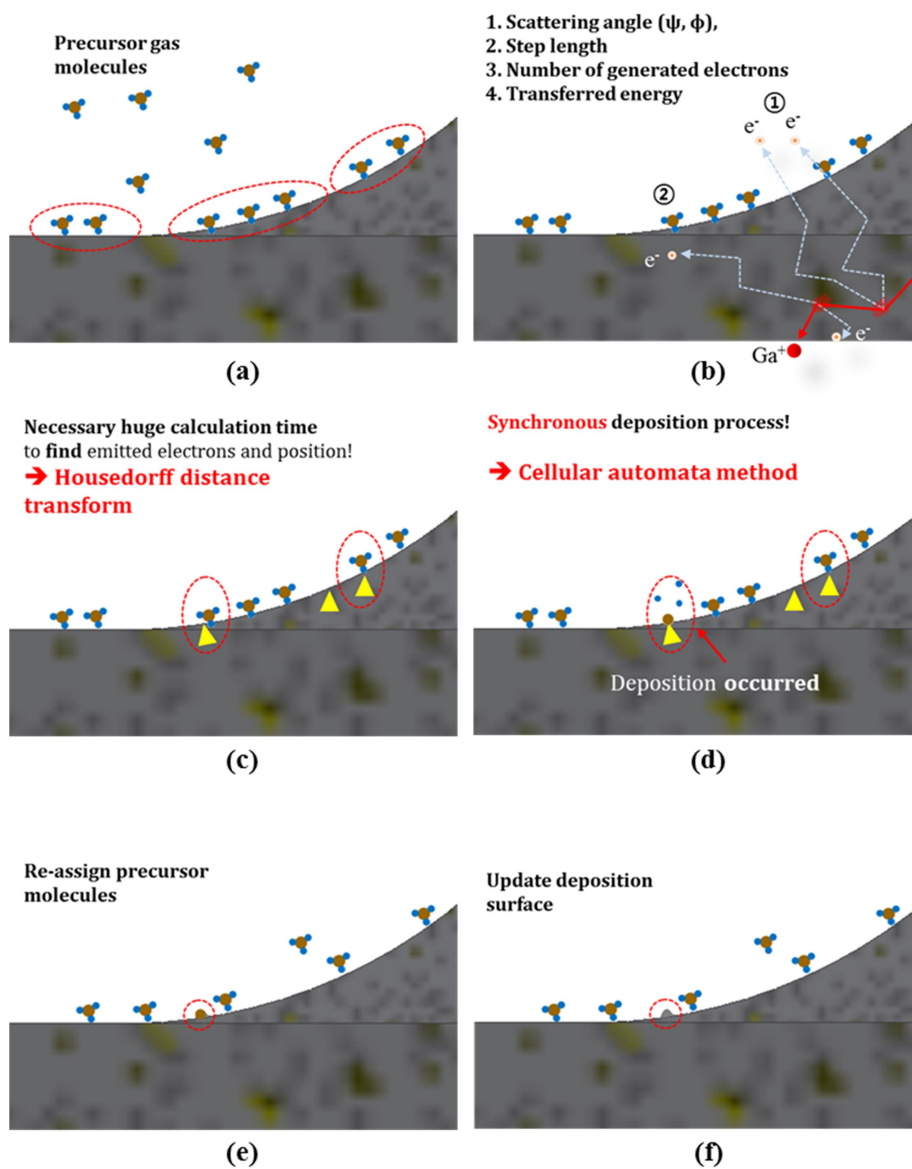 Precursor gas
molecules
(a)
1. Scattering angle (ψ, ϕ),
2. Step length
3. Number of generated electrons
4. Transferred energy
①
e-
e-
②
e-
e-
Ga+
(b)
Necessary huge calculation time
to find emitted electrons and position!
➔ Housedorff distance
transform
(c)
Synchronous deposition process!
➔ Cellular automata method
Deposition occurred
(d)
Re-assign precursor
molecules
(e)
Update deposition
surface
(f)